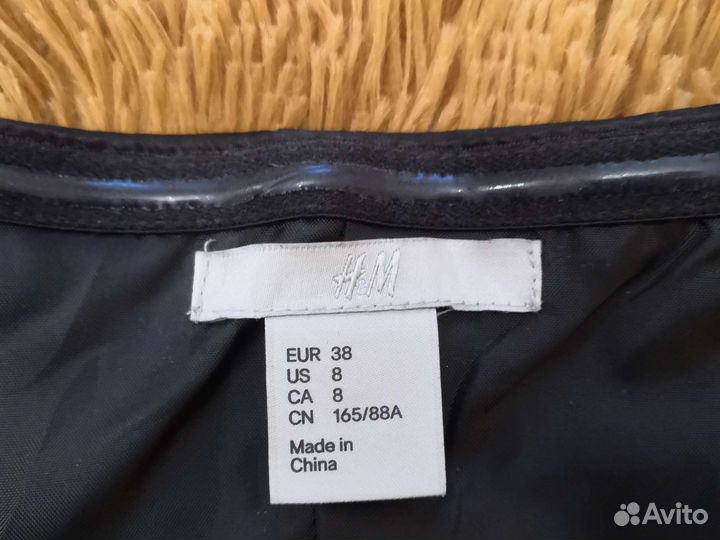 H&M
EUR 38
US 8
CA 8
CN 165/88A
Made in
China
Avito